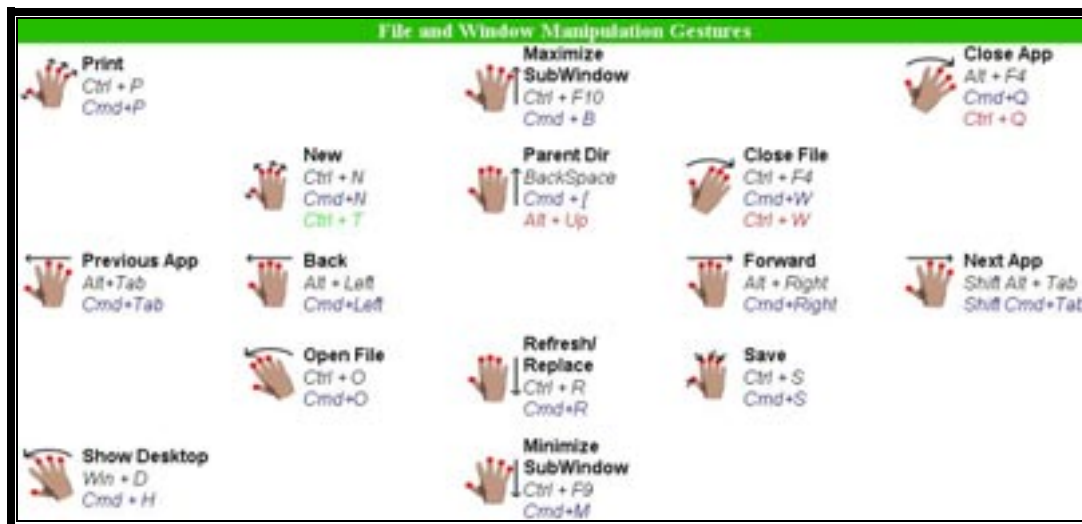 File and Window Manipulation Gestures
Print
Ctrl + P
Cmd+P
Maximize
SubWindow
Ctrl + F10
Cmd + B
Close App
Alt + F4
Cmd+Q
Ctrl + Q
New
Ctrl + N
Cmd+N
Ctrl + T
Parent Dir
BackSpace
Cmd + [
Alt + Up
Close File
Ctrl + F4
Cmd+W
Ctrl + W
Previous App
Alt+Tab
Cmd+Tab
Back
Alt + Left
Cmd+Left
Forward
Alt + Right
Cmd+Right
Next App
Shift Alt + Tab
Shift Cmd+Tab
Open File
Ctrl + O
Cmd+O
Refresh/
Replace
Ctrl + R
Cmd+R
Save
Ctrl + S
Cmd+S
Show Desktop
Win + D
Cmd + H
Minimize
SubWindow
Ctrl + F9
Cmd+M